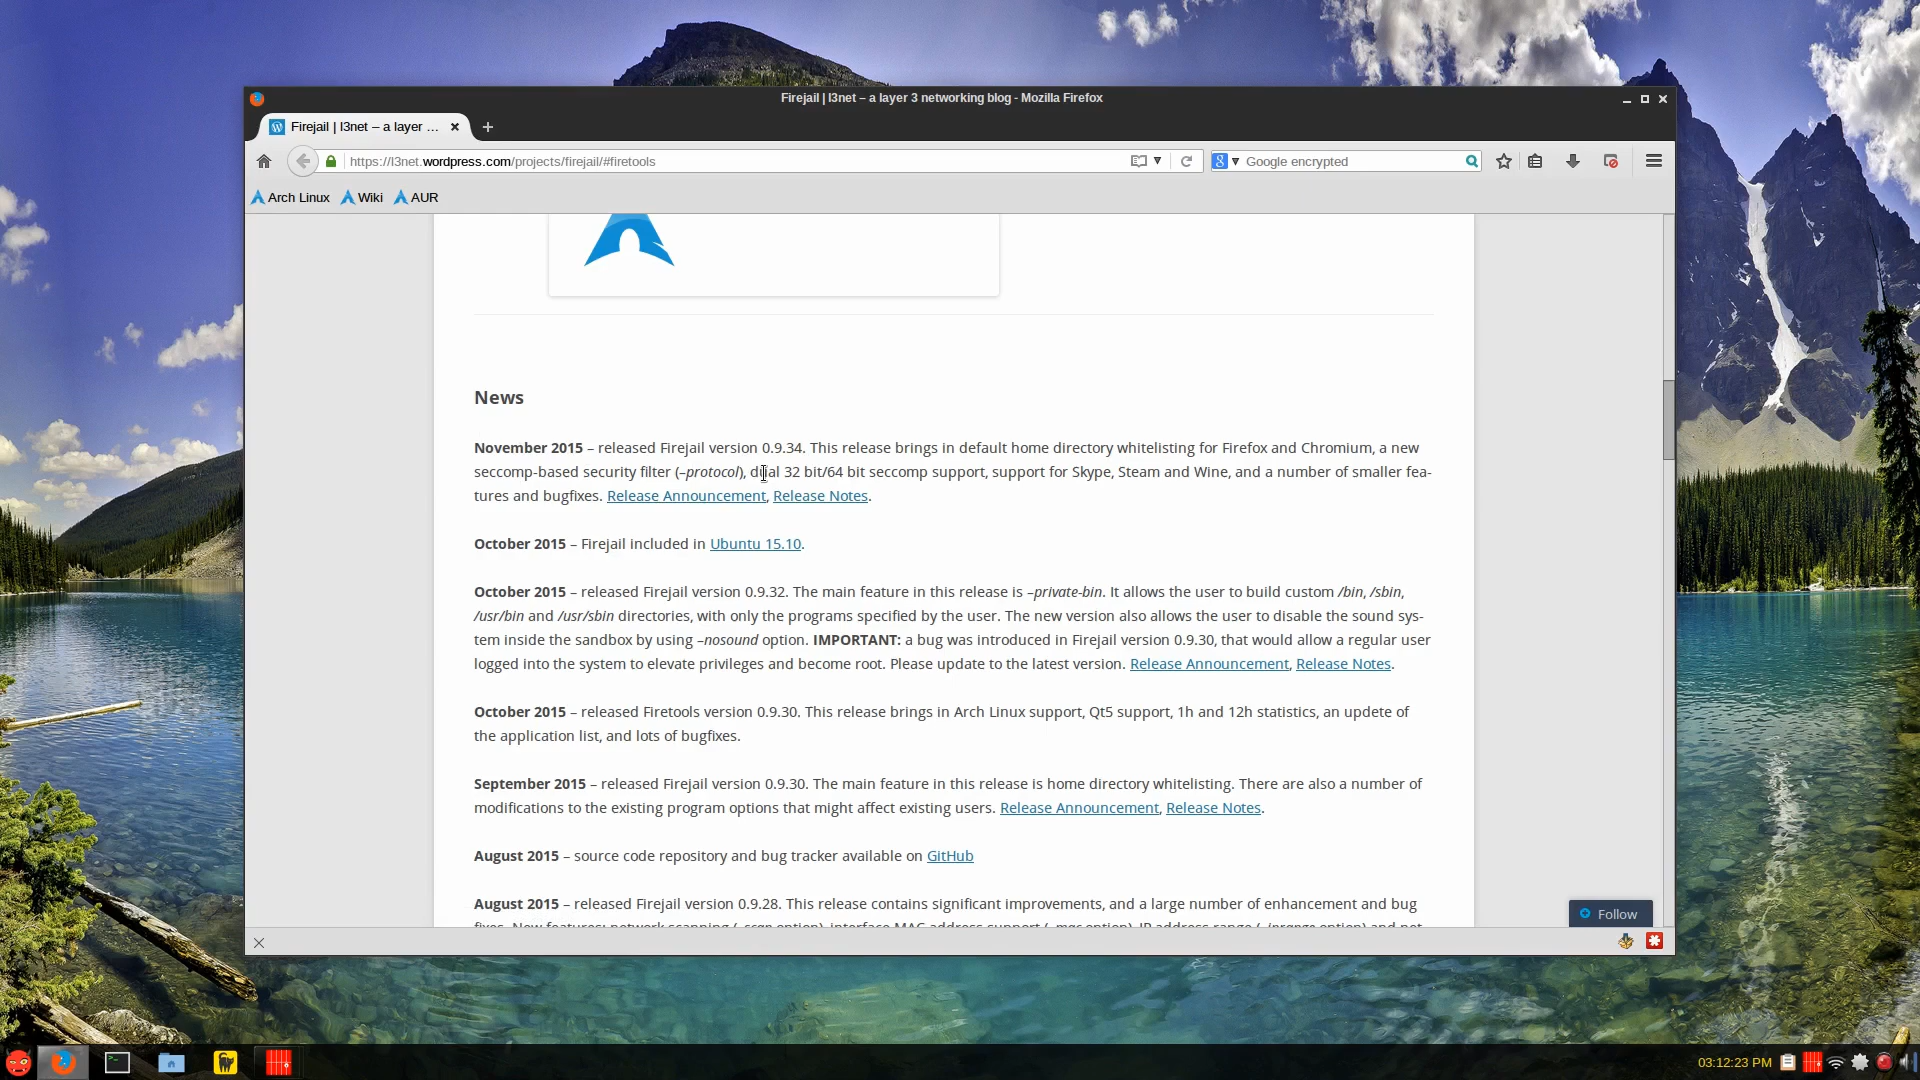 Firejail | l3net – a layer 3 networking blog - Mozilla Firefox
Firejail | l3net – a layer ...
https://l3net.wordpress.com/projects/firejail/#firetools
Google encrypted
Arch Linux Wiki AUR
News
November 2015 – released Firejail version 0.9.34. This release brings in default home directory whitelisting for Firefox and Chromium, a new
seccomp-based security filter (–protocol), dual 32 bit/64 bit seccomp support, support for Skype, Steam and Wine, and a number of smaller fea-
tures and bugfixes. Release Announcement, Release Notes.
October 2015 – Firejail included in Ubuntu 15.10.
October 2015 – released Firejail version 0.9.32. The main feature in this release is –private-bin. It allows the user to build custom /bin, /sbin,
/usr/bin and /usr/sbin directories, with only the programs specified by the user. The new version also allows the user to disable the sound sys-
tem inside the sandbox by using –nosound option. IMPORTANT: a bug was introduced in Firejail version 0.9.30, that would allow a regular user
logged into the system to elevate privileges and become root. Please update to the latest version. Release Announcement, Release Notes.
October 2015 – released Firetools version 0.9.30. This release brings in Arch Linux support, Qt5 support, 1h and 12h statistics, an updete of
the application list, and lots of bugfixes.
September 2015 – released Firejail version 0.9.30. The main feature in this release is home directory whitelisting. There are also a number of
modifications to the existing program options that might affect existing users. Release Announcement, Release Notes.
August 2015 – source code repository and bug tracker available on GitHub
August 2015 – released Firejail version 0.9.28. This release contains significant improvements, and a large number of enhancement and bug
Follow
03:12:23 PM